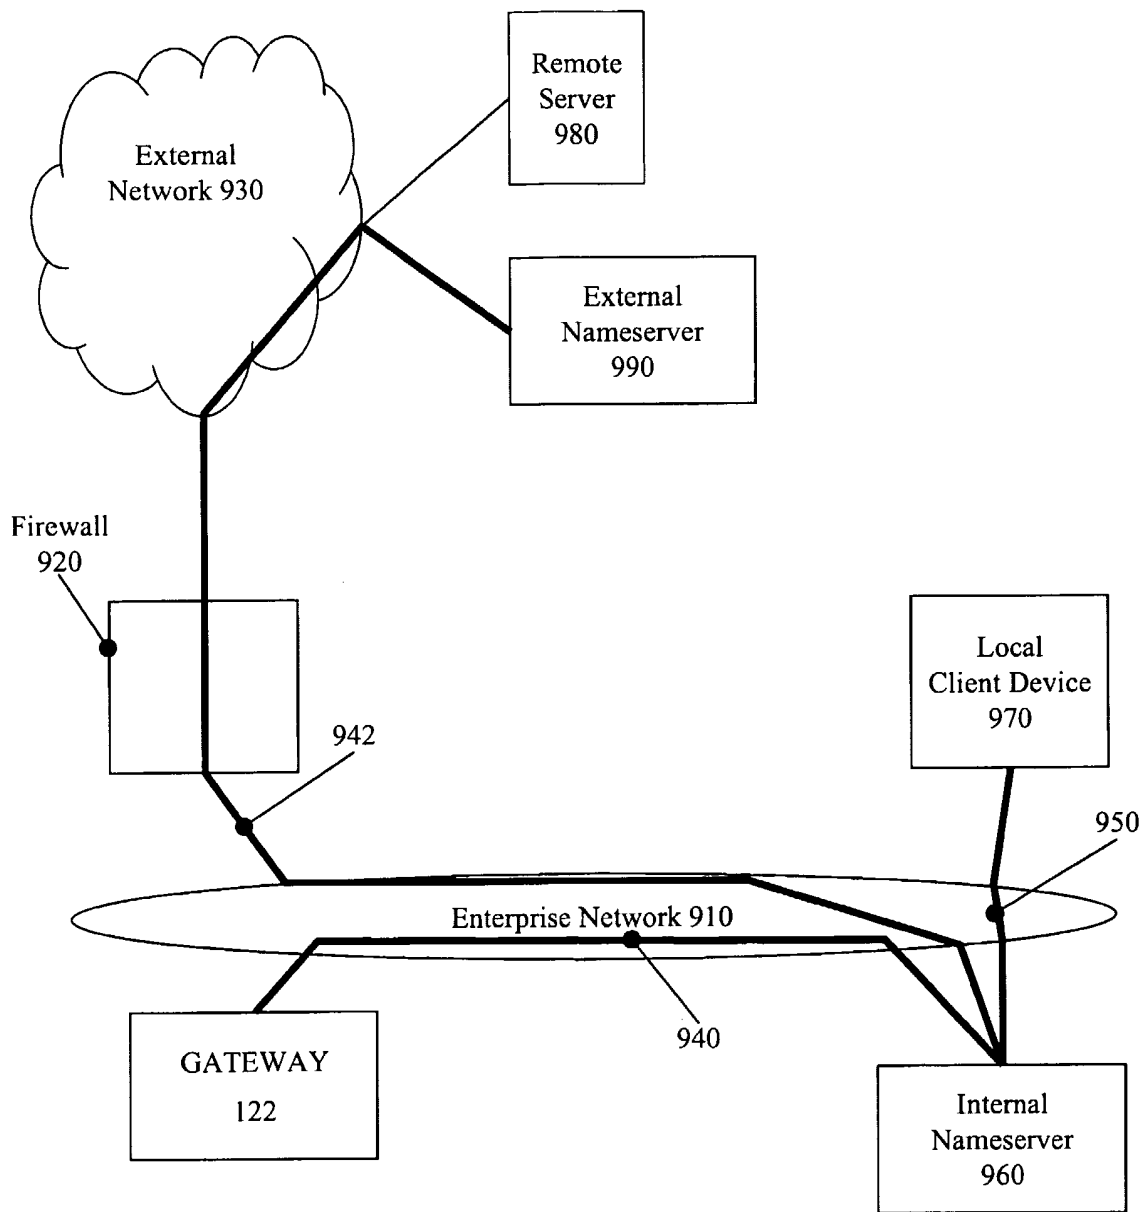 Remote
Server
980
External
Network 930
External
Nameserver
990
Firewall
920
Local
Client Device
970
942
950
Enterprise Network 910
940
GATEWAY
122
Internal
Nameserver
960